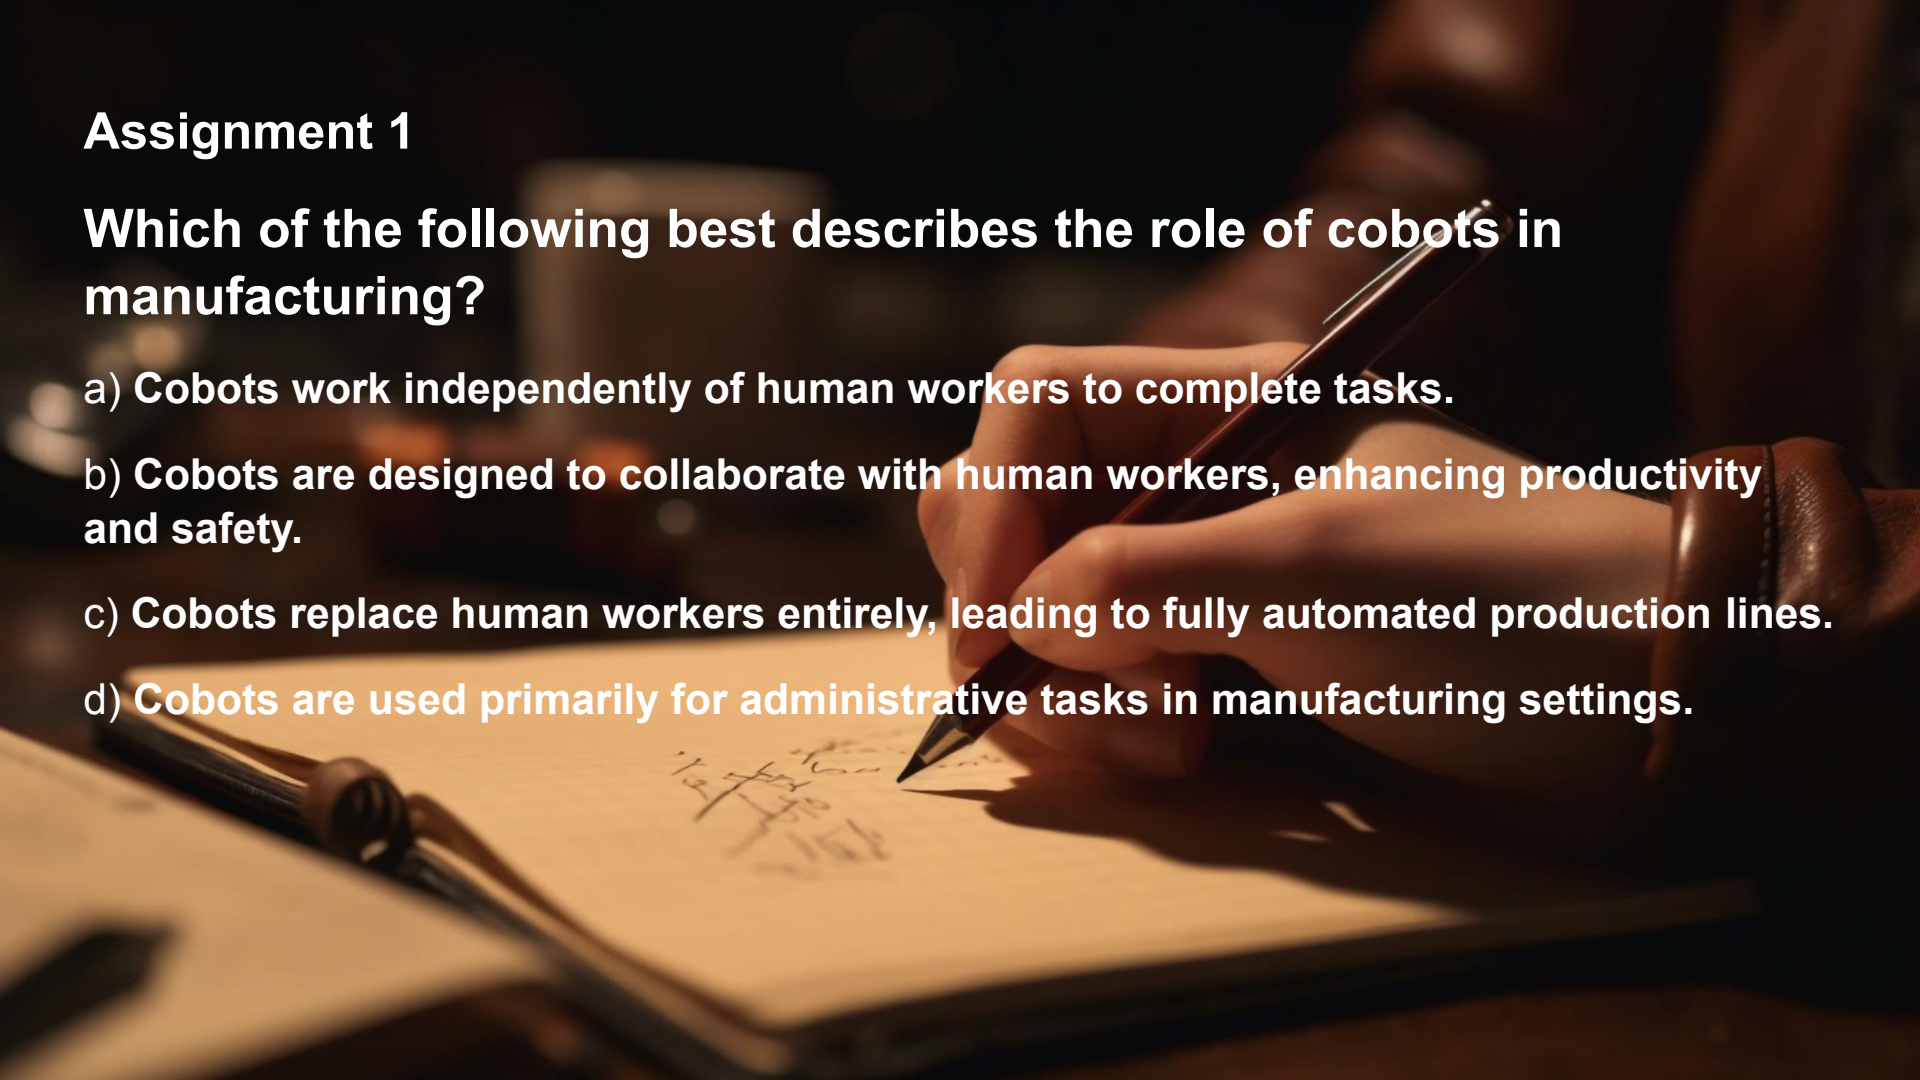 Assignment 1
Which of the following best describes the role of cobots in
manufacturing?
a) Cobots work independently of human workers to complete tasks.
b) Cobots are designed to collaborate with human workers, enhancing productivity
and safety.
c) Cobots replace human workers entirely, leading to fully automated production lines.
d) Cobots are used primarily for administrative tasks in manufacturing settings.